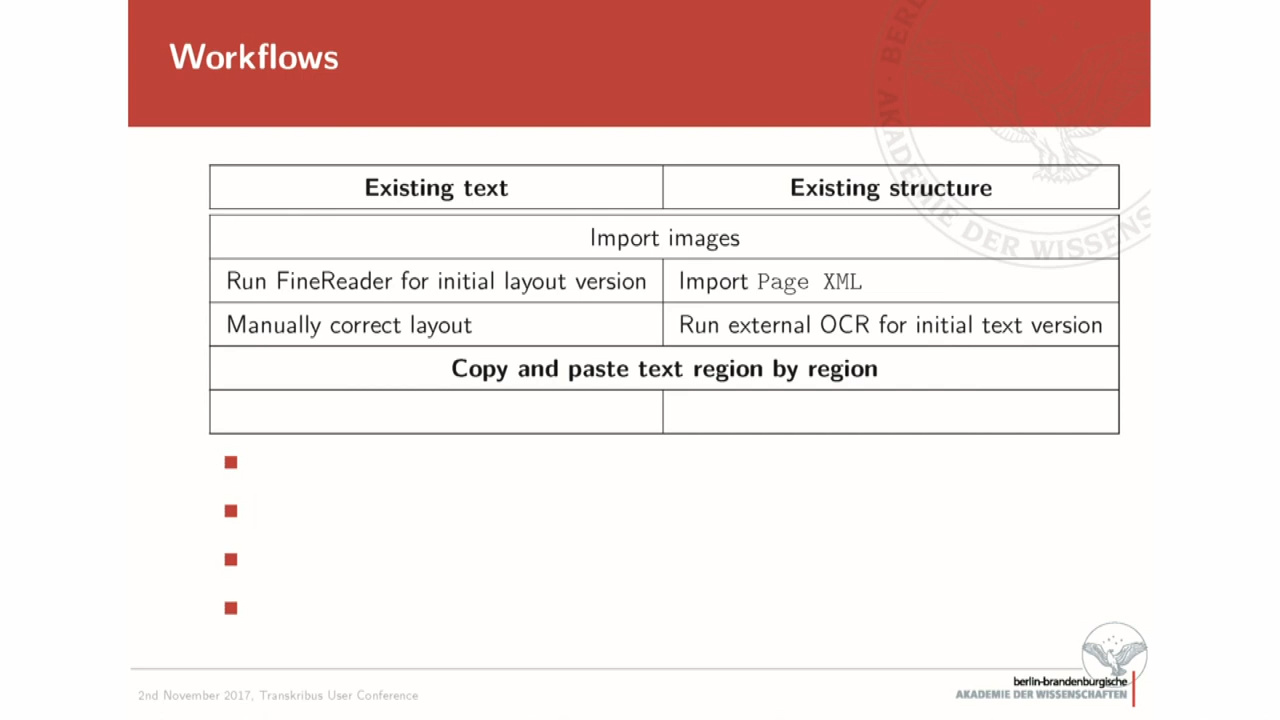 Workflows
Existing text
Existing structure
Import images
Run FineReader for initial layout version
Import Page XML
Manually correct layout
Run external OCR for initial text version
Copy and paste text region by region
2nd November 2017, Transkribus User Conference
berlin-brandenburgische
AKADEMIE DER WISSENSCHAFTEN